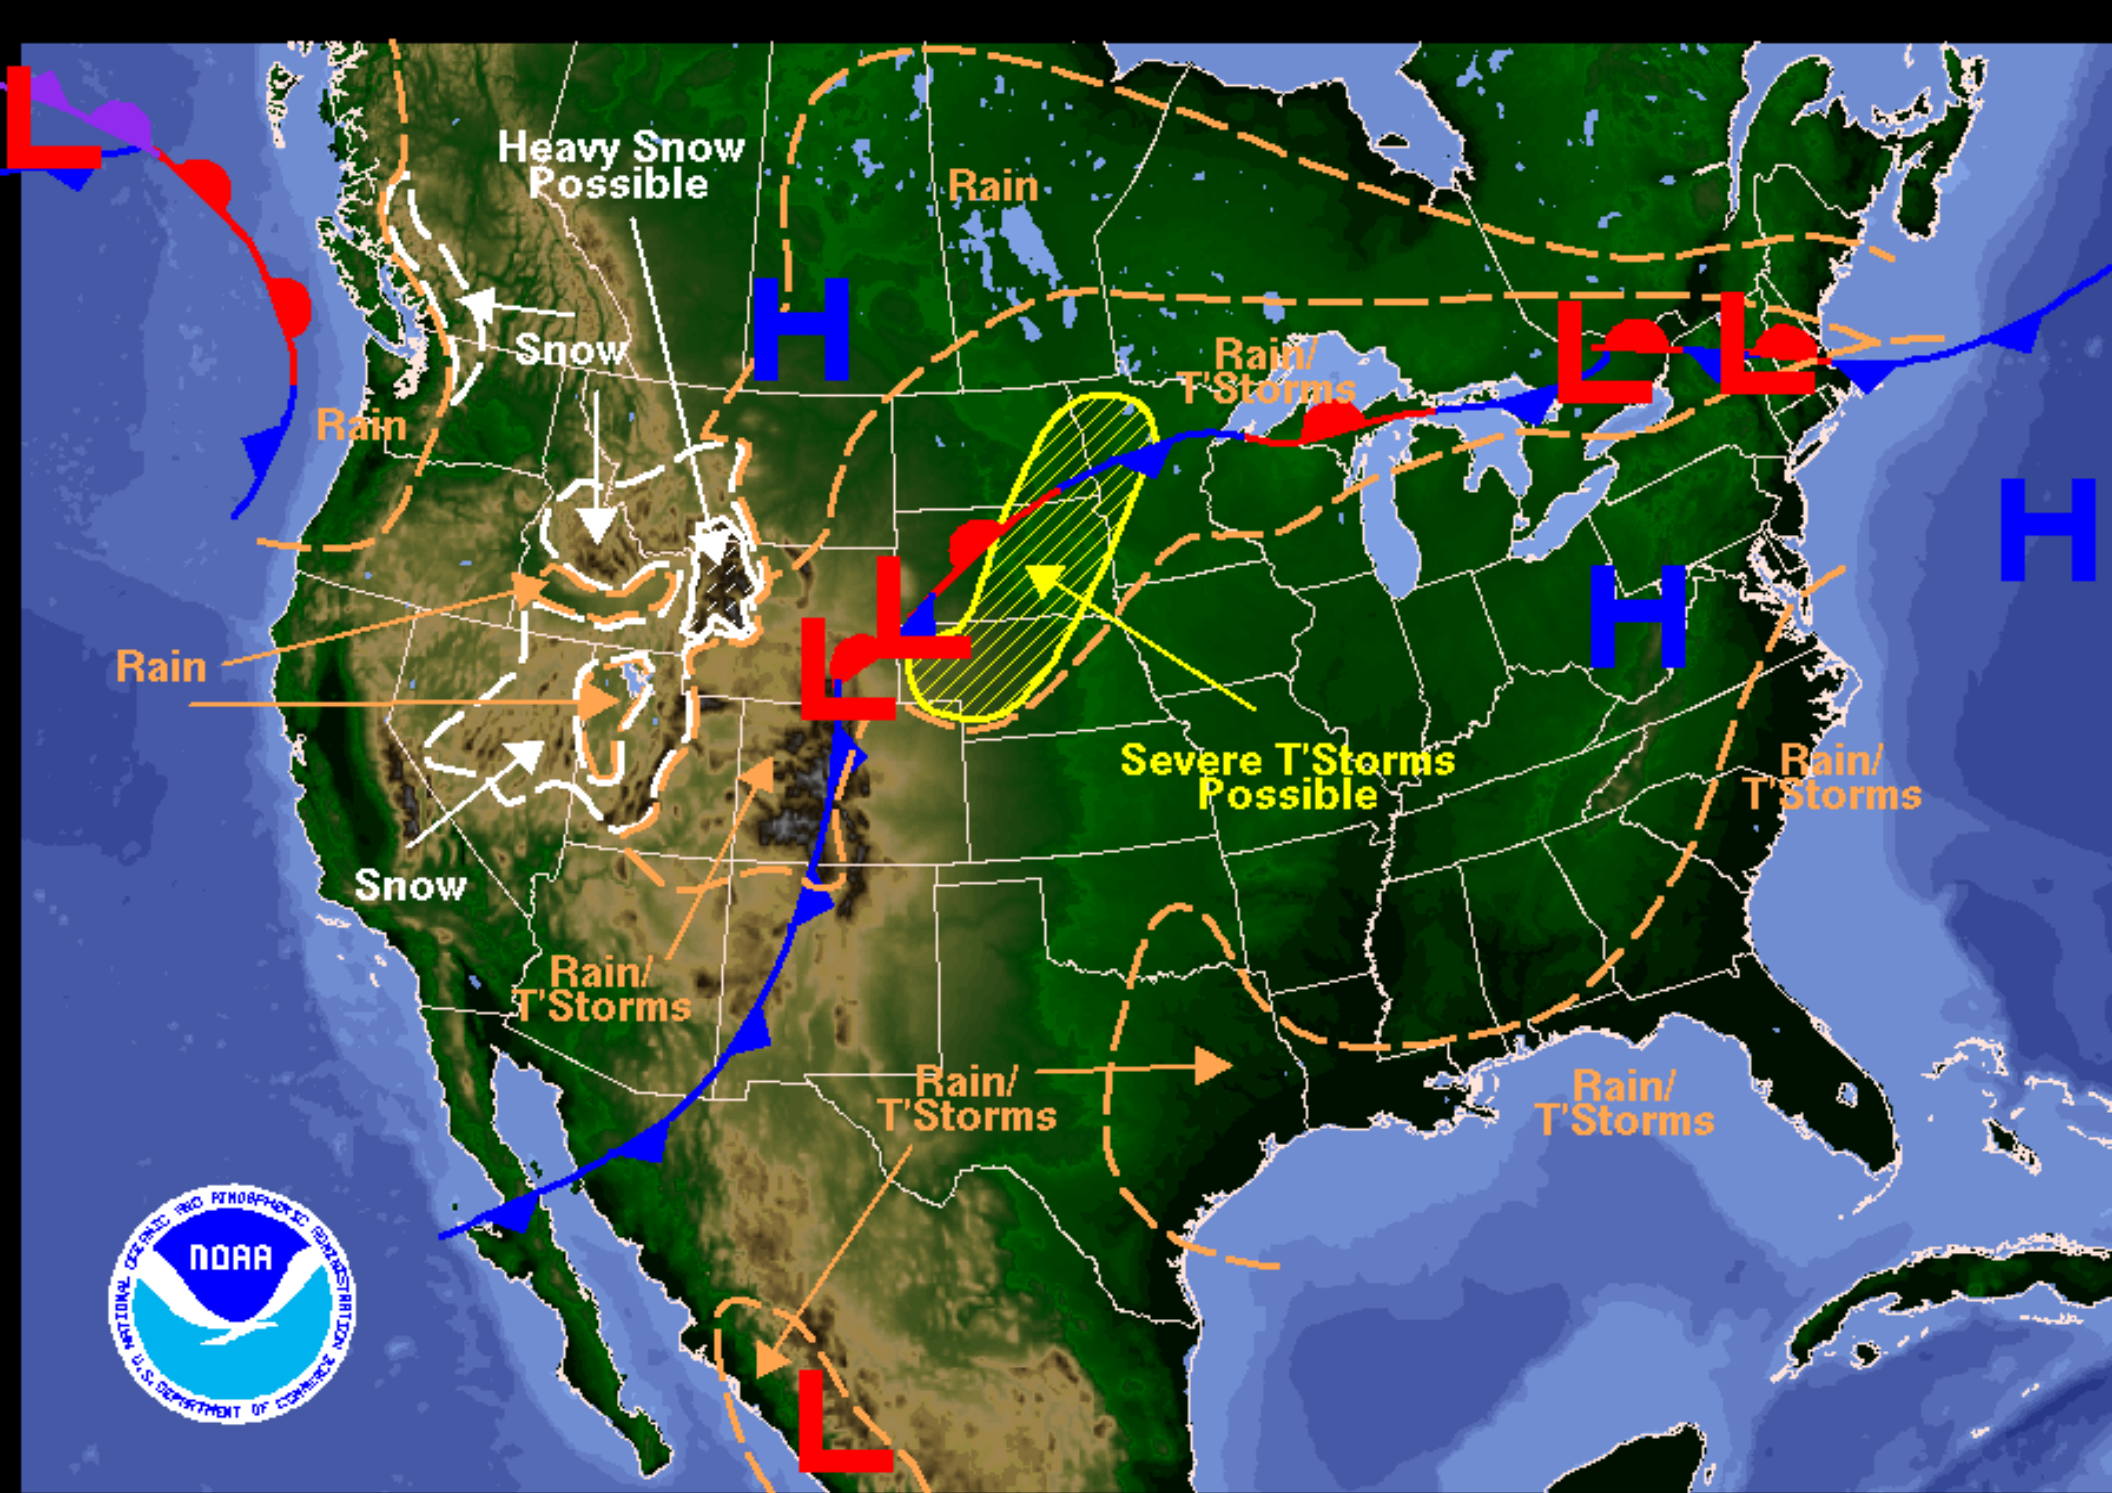 L
Heavy Snow
Possible
Rain
H
Snow
Rain/
T'Storms
L
L
Rain
H
L
H
L
Rain
Severe T'Storms
Possible
Rain/
T'Storms
Snow
Rain/
T'Storms
Rain/
T'Storms
Rain/
T'Storms
NATIONAL OCEANIC AND ATMOSPHERIC ADMINISTRATION
NOAA
U.S. DEPARTMENT OF COMMERCE
L